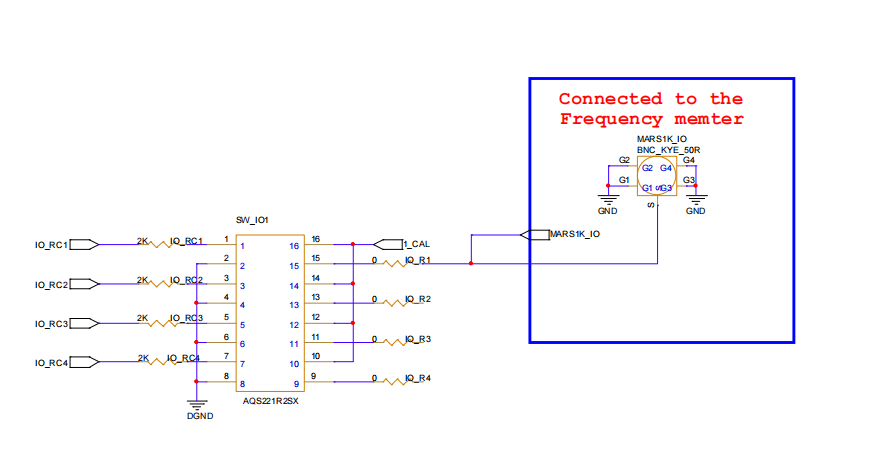 Connected to the
Frequency memter
MARS1K_IO
BNC_KYE_50R
G2
G4
G2 G4
G1
G3
G1 S G3
S
GND
GND
SW_IO1
MARS1K_IO
IO_RC1
2K
IO_RC1
1
1
16
16
1_CAL
2
2
15
15
0
IO_R1
IO_RC2
2K
IO_RC2
3
3
14
14
4
4
13
13
0
IO_R2
IO_RC3
2K
IO_RC3
5
5
12
12
6
6
11
11
0
IO_R3
IO_RC4
2K
IO_RC4
7
7
10
10
8
8
9
9
0
IO_R4
AQS221R2SX
DGND